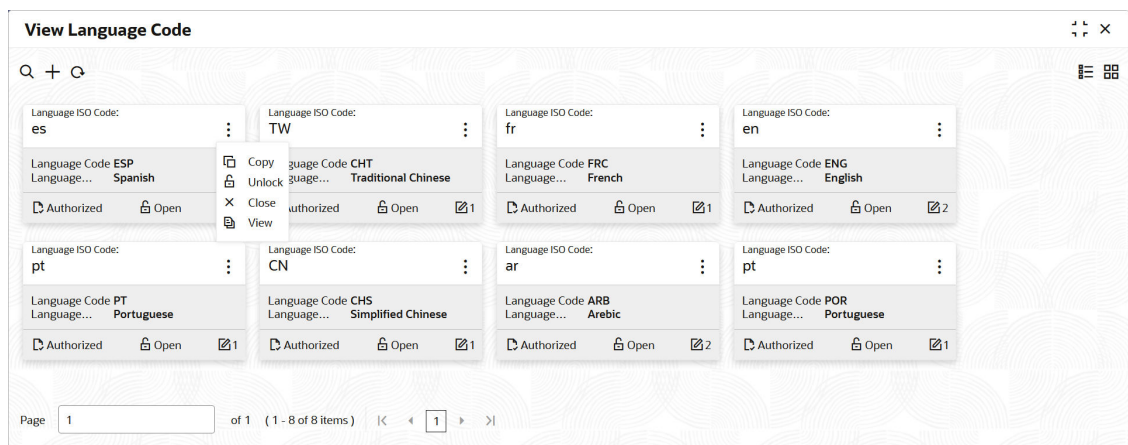 View Language Code
Language ISO Code:
es
Language Code ESP
Language... Spanish
Authorized Open
Copy
Unlock
Close
View
Language ISO Code:
TW
guage Code CHT
guage... Traditional Chinese
uthorized Open 1
Language ISO Code:
fr
Language Code FRC
Language... French
Authorized Open 1
Language ISO Code:
en
Language Code ENG
Language... English
Authorized Open 2
Language ISO Code:
pt
Language Code PT
Language... Portuguese
Authorized Open 1
Language ISO Code:
CN
Language Code CHS
Language... Simplified Chinese
Authorized Open 1
Language ISO Code:
ar
Language Code ARB
Language... Arebic
Authorized Open 2
Language ISO Code:
pt
Language Code POR
Language... Portuguese
Authorized Open 1
Page 1 of 1 ( 1 - 8 of 8 items ) 1